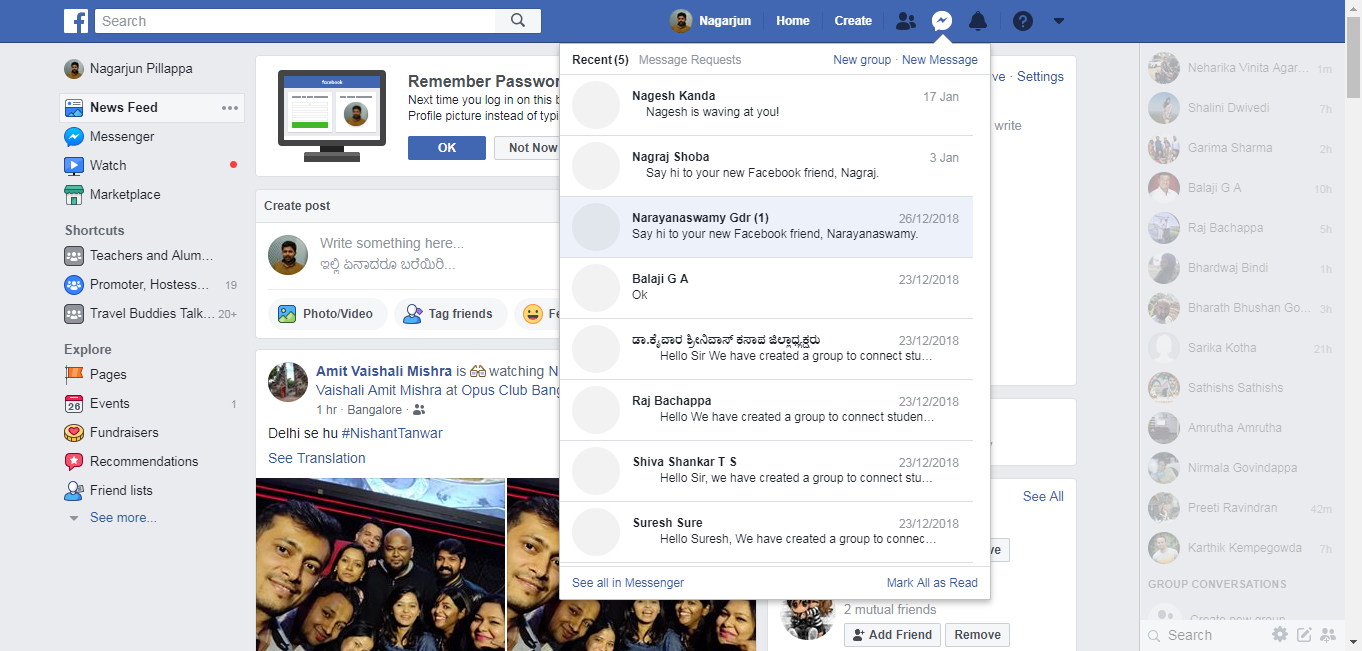 Search
Nagarjun
Home
Create
Nagarjun Pillappa
News Feed
Messenger
Watch
Marketplace
Shortcuts
Teachers and Alum...
Promoter, Hostess... 19
Travel Buddies Talk... 20+
Explore
Pages
Events 1
Fundraisers
Recommendations
Friend lists
See more...
facebook
Remember Passwor
Next time you log in on this b
Profile picture instead of typi
OK
Not Now
Create post
Write something here...
ಇಲ್ಲಿ ಏನಾದರೂ ಬರೆಯಿರಿ...
Photo/Video
Tag friends
Fe
Amit Vaishali Mishra is watching N
Vaishali Amit Mishra at Opus Club Bang
1 hr · Bangalore ·
Delhi se hu #NishantTanwar
See Translation
Recent (5) Message Requests New group · New Message
Nagesh Kanda 17 Jan
Nagesh is waving at you!
Nagraj Shoba 3 Jan
Say hi to your new Facebook friend, Nagraj.
Narayanaswamy Gdr (1) 26/12/2018
Say hi to your new Facebook friend, Narayanaswamy.
Balaji G A 23/12/2018
Ok
ಡಾ.ಕೈವಾರ ಶ್ರೀನಿವಾಸ್ ಕಸಾಪ ಜಿಲ್ಲಾಧ್ಯಕ್ಷರು 23/12/2018
Hello Sir We have created a group to connect stu...
Raj Bachappa 23/12/2018
Hello We have created a group to connect studen...
Shiva Shankar T S 23/12/2018
Hello Sir, we have created a group to connect stu...
Suresh Sure 23/12/2018
Hello Suresh, We have created a group to connec...
See all in Messenger Mark All as Read
ve · Settings
write
See All
ve
2 mutual friends
Add Friend
Remove
Neharika Vinita Agar... 1m
Shalini Dwivedi 7h
Garima Sharma 2h
Balaji G A 10h
Raj Bachappa 5h
Bhardwaj Bindi 1h
Bharath Bhushan Go... 3h
Sarika Kotha 21h
Sathishs Sathishs
Amrutha Amrutha
Nirmala Govindappa
Preeti Ravindran 42m
Karthik Kempegowda 7h
GROUP CONVERSATIONS
Create new group
Search